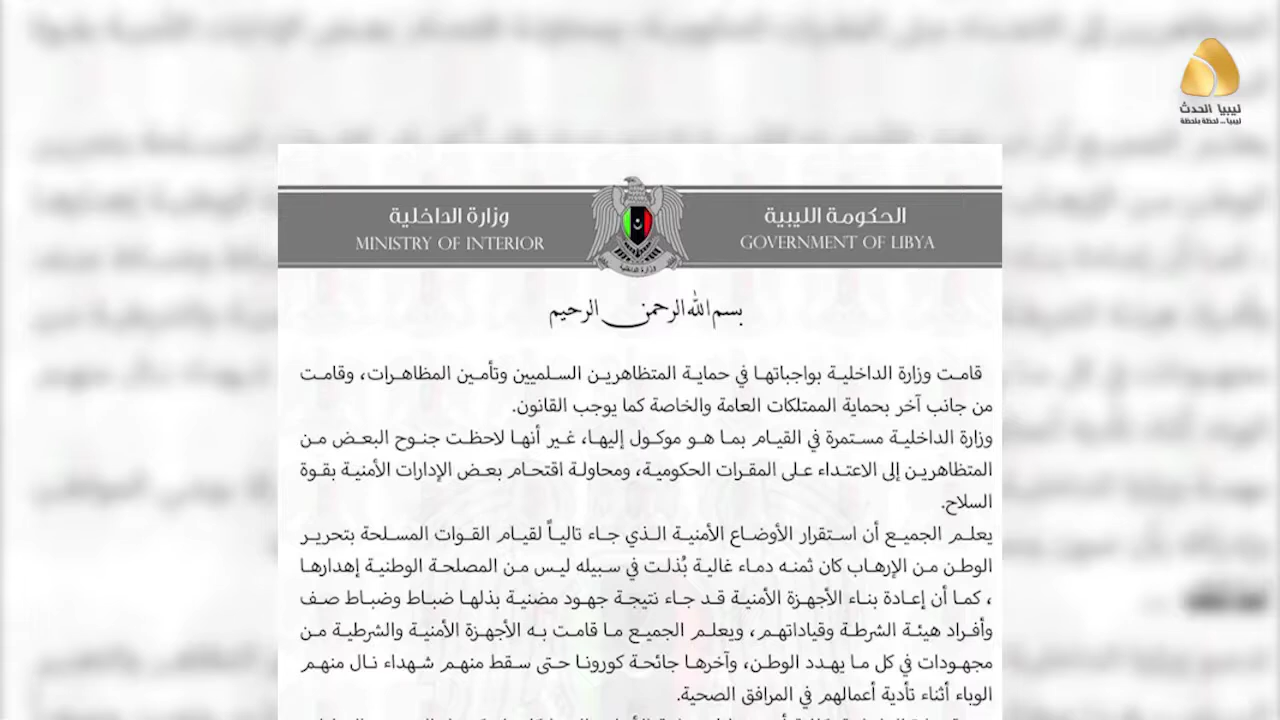 ليبيا الحدث
ليبيا .. لحظة بلحظة
الحكومة الليبية
وزارة الداخلية
GOVERNMENT OF LIBYA
MINISTRY OF INTERIOR
وزارة الداخلية
بسم الله الرحمن الرحيم
قامت وزارة الداخلية بواجباتها في حماية المتظاهرين السلميين وتأمين المظاهرات، وقامت
من جانب آخر بحماية الممتلكات العامة والخاصة كما يوجب القانون.
وزارة الداخلية مستمرة في القيام بما هو موكول إليها، غير أنها لاحظت جنوح البعض من
المتظاهرين إلى الاعتداء على المقرات الحكومية، ومحاولة اقتحام بعض الإدارات الأمنية بقوة
السلاح.
يعلم الجميع أن استقرار الأوضاع الأمنية الذي جاء تالياً لقيام القوات المسلحة بتحرير
الوطن من الإرهاب كان ثمنه دماء غالية بُذلت في سبيله ليس من المصلحة الوطنية إهدارها
، كما أن إعادة بناء الأجهزة الأمنية قد جاء نتيجة جهود مضنية بذلها ضباط وضباط صف
وأفراد هيئة الشرطة وقياداتهم، ويعلم الجميع ما قامت به الأجهزة الأمنية والشرطية من
مجهودات في كل ما يهدد الوطن، وآخرها جائحة كورونا حتى سقط منهم شهداء نال منهم
الوباء أثناء تأدية أعمالهم في المرافق الصحية.